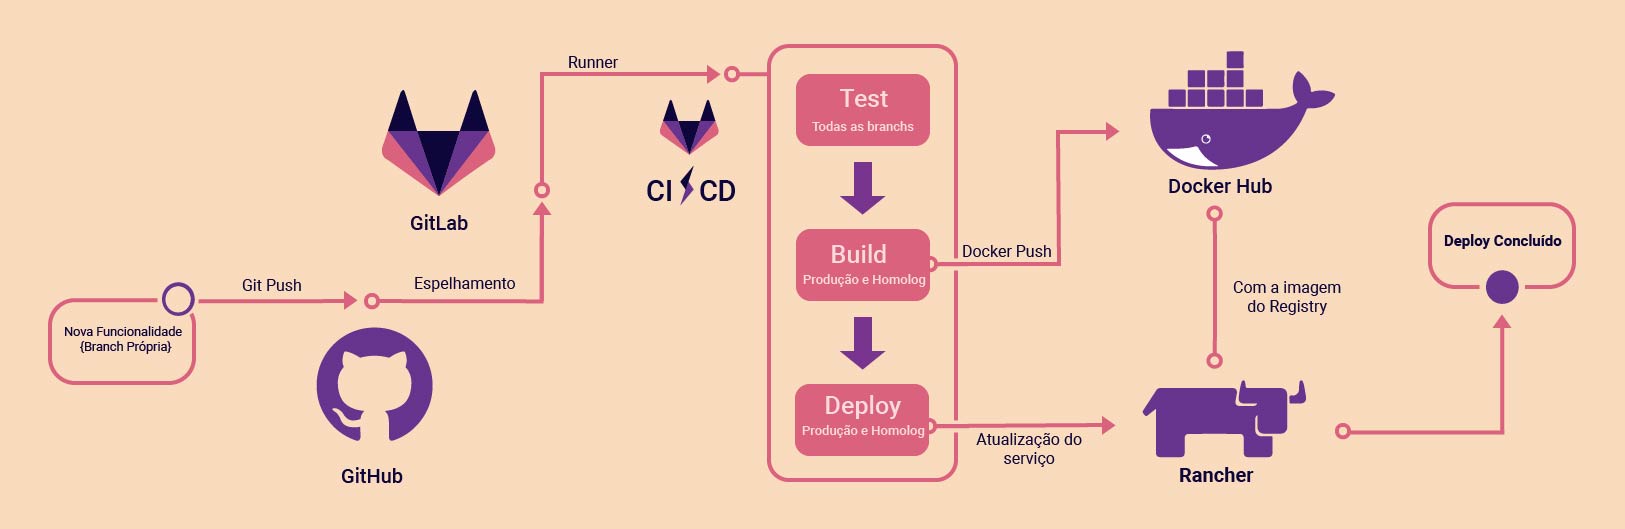 Nova Funcionalidade
{Branch Própria}
Git Push
GitHub
Espelhamento
GitLab
Runner
CI CD
Test
Todas as branchs
Build
Produção e Homolog
Deploy
Produção e Homolog
Docker Push
Docker Hub
Com a imagem
do Registry
Atualização do
serviço
Rancher
Deploy Concluído